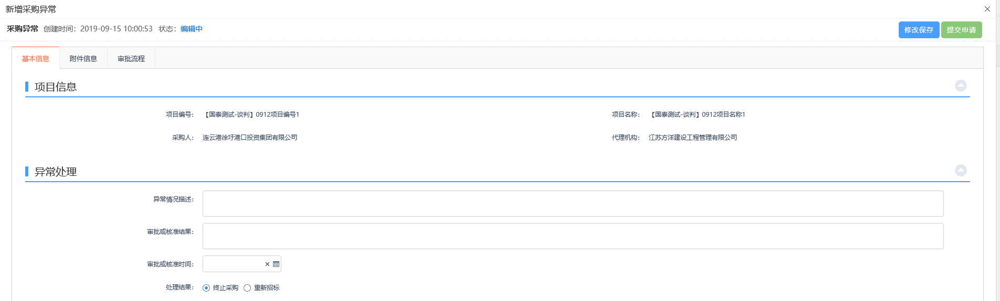 新增采购异常
采购异常 创建时间：2019-09-15 10:00:53 状态：编辑中 修改保存 提交申请
基本信息 附件信息 审批流程
项目信息
项目编号：【国泰测试-谈判】0912项目编号1 项目名称：【国泰测试-谈判】0912项目名称1
采购人：连云港徐圩港口投资集团有限公司 代理机构：江苏方洋建设工程管理有限公司
异常处理
异常情况描述：
审批或核准结果：
审批或核准时间：
处理结果：终止采购 重新招标